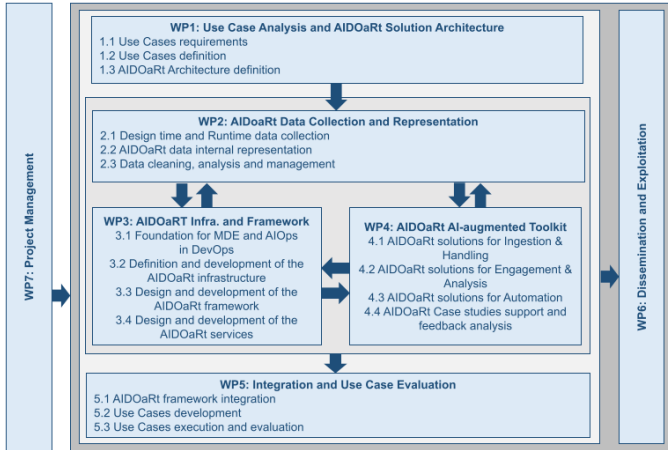 WP7: Project Management
WP1: Use Case Analysis and AIDOaRt Solution Architecture
1.1 Use Cases requirements
1.2 Use Cases definition
1.3 AIDOaRt Architecture definition
WP2: AIDoaRt Data Collection and Representation
2.1 Design time and Runtime data collection
2.2 AIDOaRt data internal representation
2.3 Data cleaning, analysis and management
WP3: AIDOaRT Infra. and Framework
3.1 Foundation for MDE and AIOps
in DevOps
3.2 Definition and development of the
AIDOaRt infrastructure
3.3 Design and development of the
AIDOaRt framework
3.4 Design and development of the
AIDOaRt services
WP4: AIDOaRt AI-augmented Toolkit
4.1 AIDOaRt solutions for Ingestion &
Handling
4.2 AIDOaRt solutions for Engagement &
Analysis
4.3 AIDOaRt solutions for Automation
4.4 AIDOaRt Case studies support and
feedback analysis
WP5: Integration and Use Case Evaluation
5.1 AIDOaRt framework integration
5.2 Use Cases development
5.3 Use Cases execution and evaluation
WP6: Dissemination and Exploitation